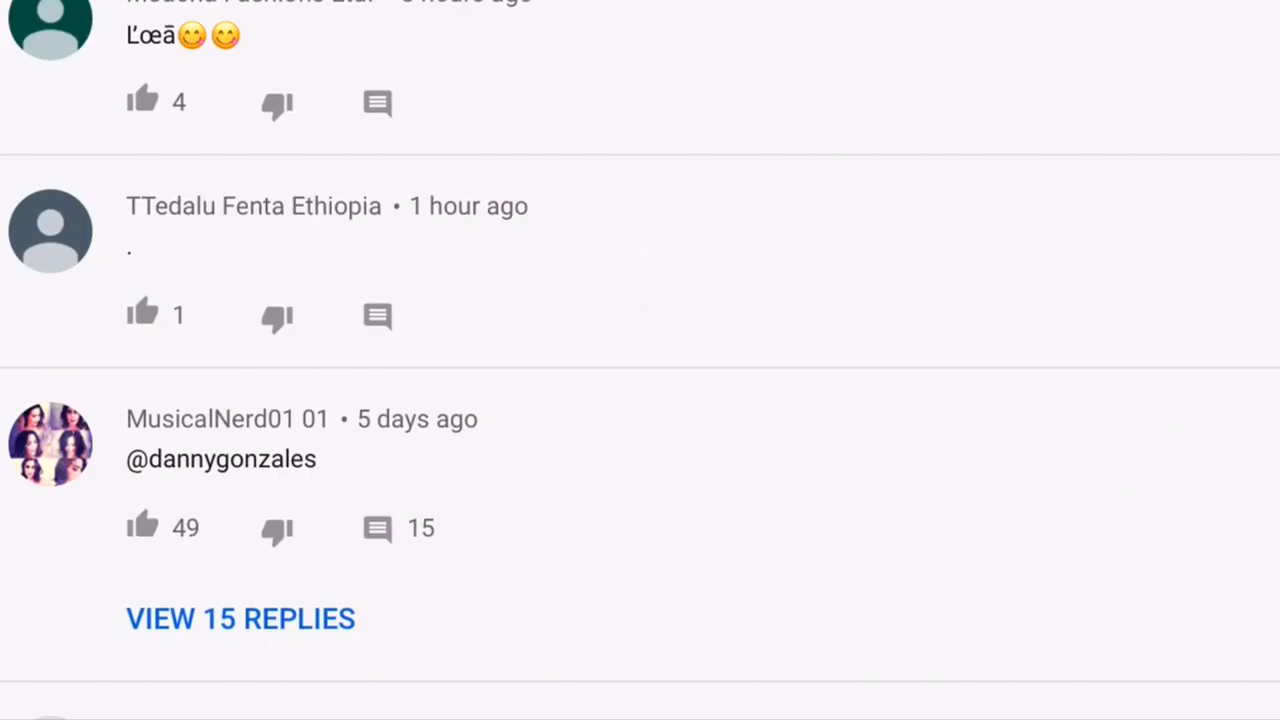 Ľœā😋😋
4
TTedalu Fenta Ethiopia • 1 hour ago
.
1
MusicalNerd01 01 • 5 days ago
@dannygonzales
49 15
VIEW 15 REPLIES